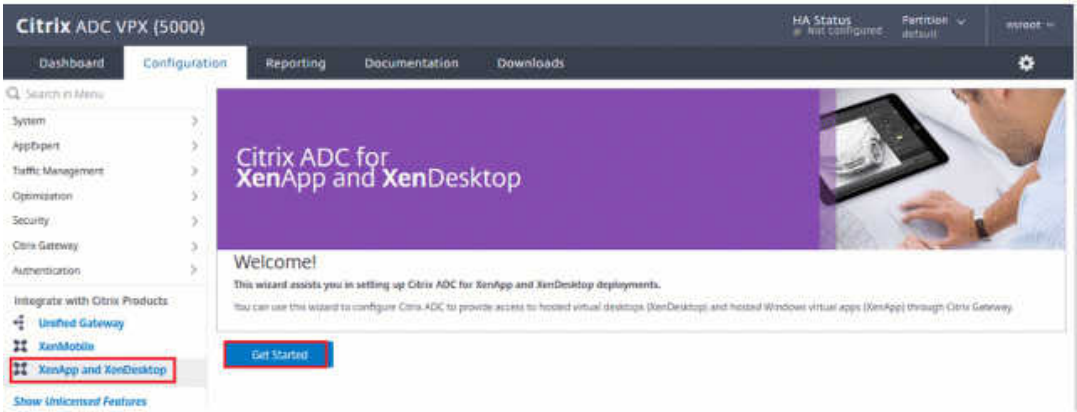 Citrix ADC VPX (5000)
HA Status
Not configured
Partition
default
nsroot
Dashboard
Configuration
Reporting
Documentation
Downloads
Search in Menu
System
AppExpert
Traffic Management
Optimization
Security
Citrix Gateway
Authentication
Integrate with Citrix Products
Unified Gateway
XenMobile
XenApp and XenDesktop
Show Unlicensed Features
Citrix ADC for
XenApp and XenDesktop
Welcome!
This wizard assists you in setting up Citrix ADC for XenApp and XenDesktop deployments.
You can use this wizard to configure Citrix ADC to provide access to hosted virtual desktops (XenDesktop) and hosted Windows virtual apps (XenApp) through Citrix Gateway.
Get Started